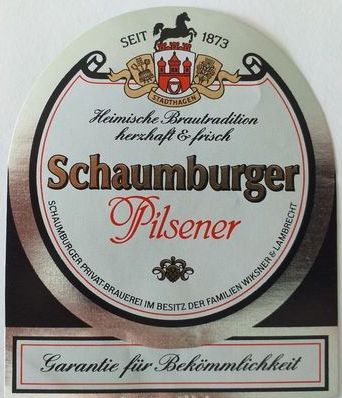 SEIT 1873
STADTHAGEN
Heimische Brautradition
herzhaft & frisch
Schaumburger
Pilsener
SCHAUMBURGER PRIVAT-BRAUEREI IM BESITZ DER FAMILIEN WIKSNER & LAMBRECHT
Garantie für Bekömmlichkeit